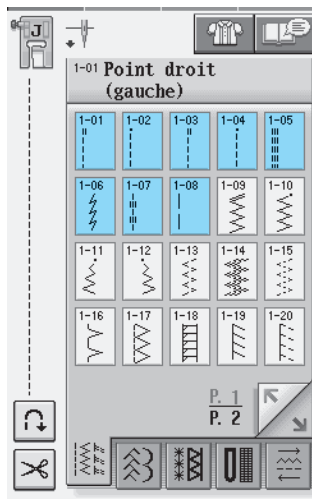 J
1-01 Point droit
(gauche)
1-01 1-02 1-03 1-04 1-05
1-06 1-07 1-08 1-09 1-10
1-11 1-12 1-13 1-14 1-15
1-16 1-17 1-18 1-19 1-20
P. 1
P. 2